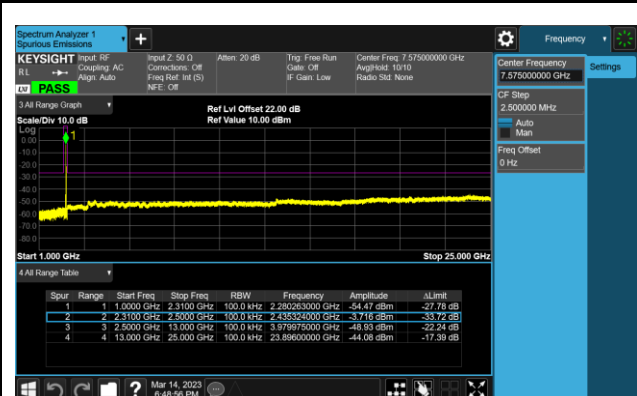 Spectrum Analyzer 1
Spurious Emissions
Frequency
KEYSIGHT Input: RF Input Z: 50 Ω Atten: 20 dB Trig: Free Run Center Freq: 7.575000000 GHz
RL Coupling: AC Corrections: Off Gate: Off Avg|Hold: 10/10
Align: Auto Freq Ref: Int (S) IF Gain: Low Radio Std: None
NFE: Off
LXI PASS
Center Frequency
7.575000000 GHz
Settings
CF Step
2.500000 MHz
Auto
Man
Freq Offset
0 Hz
3 All Range Graph
Ref Lvl Offset 22.00 dB
Scale/Div 10.0 dB Ref Value 10.00 dBm
Log
1
0.00
-10.0
-20.0
-30.0
-40.0
-50.0
-60.0
-70.0
-80.0
Start 1.000 GHz Stop 25.000 GHz
4 All Range Table
Spur Range Start Freq Stop Freq RBW Frequency Amplitude ΔLimit
1 1 1.0000 GHz 2.3100 GHz 100.0 kHz 2.280263000 GHz -54.47 dBm -27.78 dB
2 2 2.3100 GHz 2.5000 GHz 100.0 kHz 2.435324000 GHz -3.716 dBm -33.72 dB
3 3 2.5000 GHz 13.000 GHz 100.0 kHz 3.979975000 GHz -48.93 dBm -22.24 dB
4 4 13.000 GHz 25.000 GHz 100.0 kHz 23.89600000 GHz -44.08 dBm -17.39 dB
Mar 14, 2023
6:48:56 PM